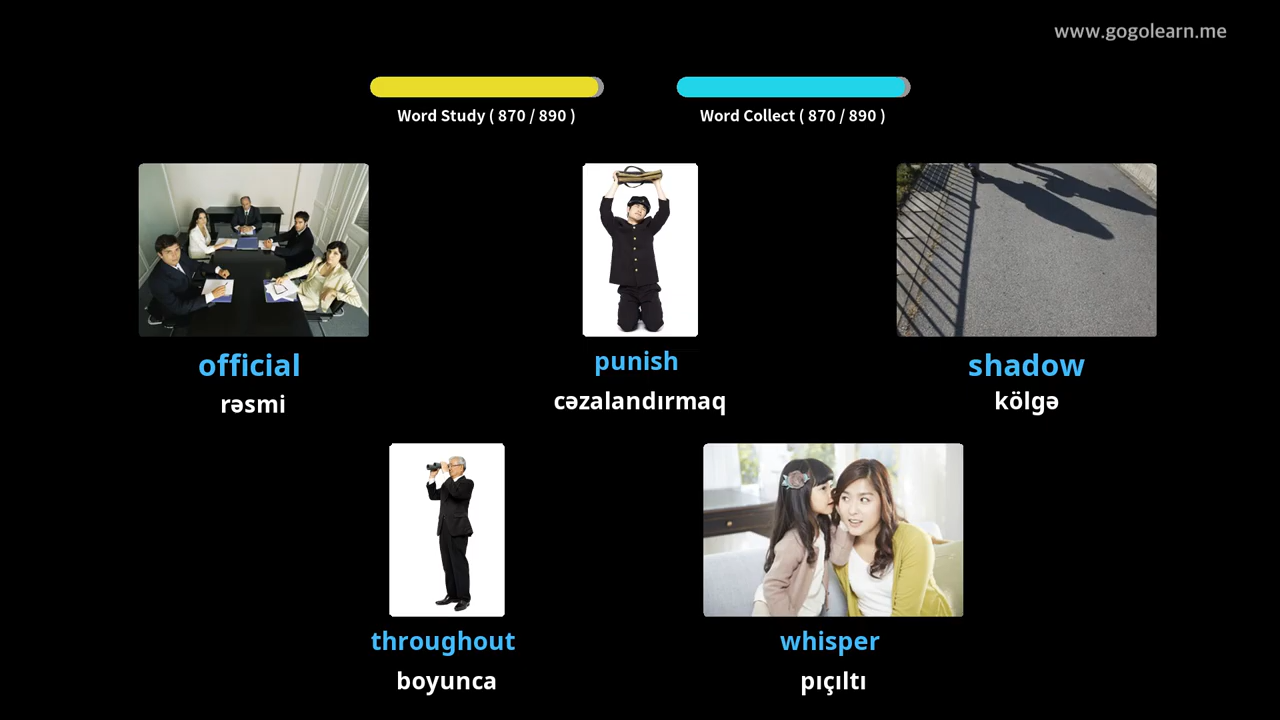 www.gogolearn.me
Word Study ( 870 / 890 )
Word Collect ( 870 / 890 )
official
rəsmi
punish
cəzalandırmaq
shadow
kölgə
throughout
boyunca
whisper
pıçıltı